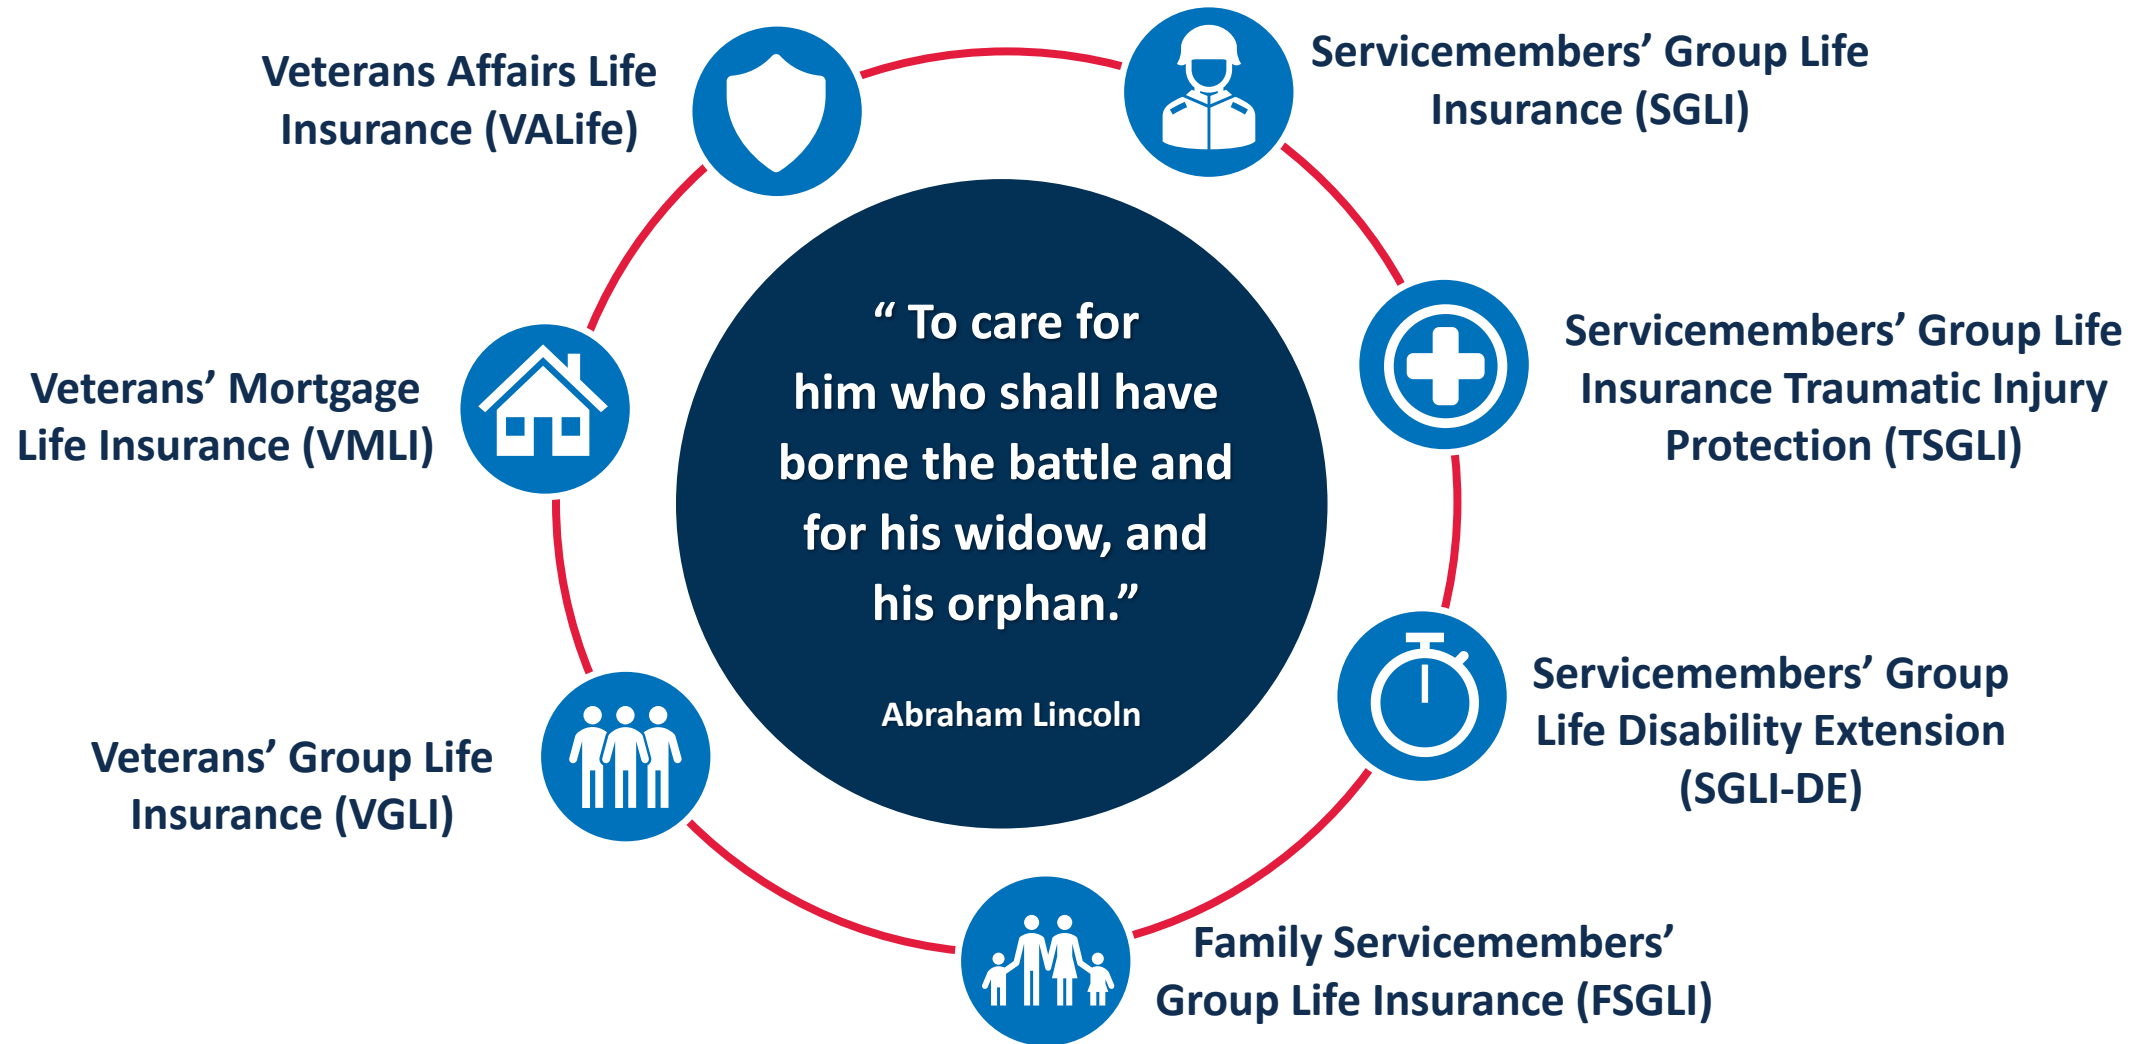 Veterans Affairs Life
Insurance (VALife)
Servicemembers’ Group Life
Insurance (SGLI)
Servicemembers’ Group Life
Insurance Traumatic Injury
Protection (TSGLI)
Servicemembers’ Group
Life Disability Extension
(SGLI-DE)
Family Servicemembers’
Group Life Insurance (FSGLI)
Veterans’ Group Life
Insurance (VGLI)
Veterans’ Mortgage
Life Insurance (VMLI)
“ To care for
him who shall have
borne the battle and
for his widow, and
his orphan.”
Abraham Lincoln